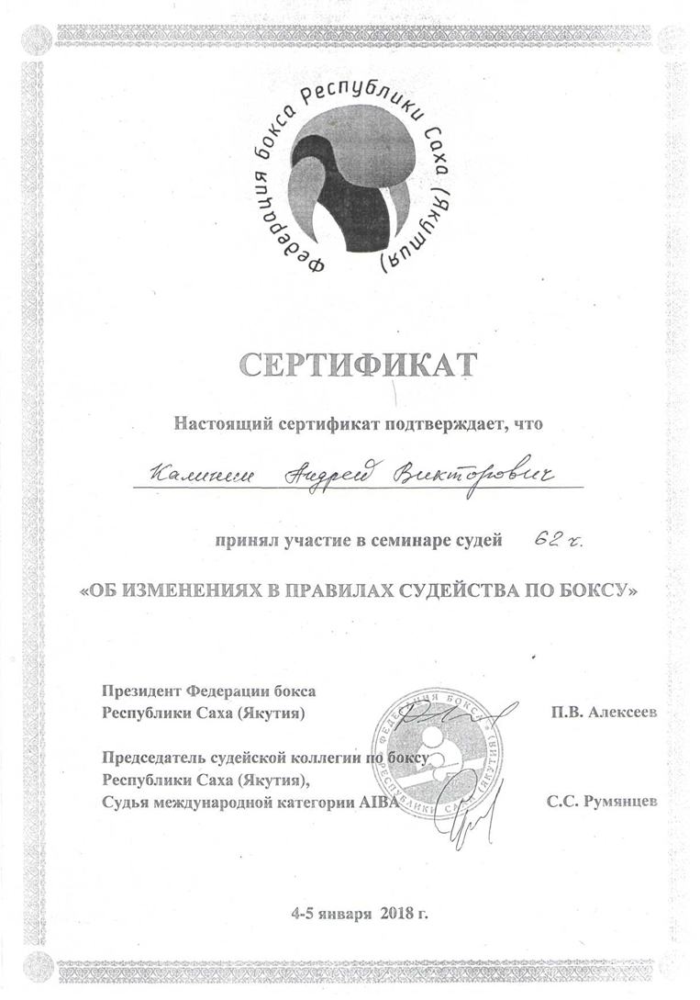 Федерация бокса Республики Саха (Якутия)
СЕРТИФИКАТ
Настоящий сертификат подтверждает, что
Калинин Андрей Викторович
принял участие в семинаре судей 62 ч.
«ОБ ИЗМЕНЕНИЯХ В ПРАВИЛАХ СУДЕЙСТВА ПО БОКСУ»
Президент Федерации бокса
Республики Саха (Якутия) П.В. Алексеев
ФЕДЕРАЦИЯ БОКСА РЕСПУБЛИКИ САХА (ЯКУТИЯ)
Председатель судейской коллегии по боксу
Республики Саха (Якутия),
Судья международной категории AIBA С.С. Румянцев
4-5 января 2018 г.